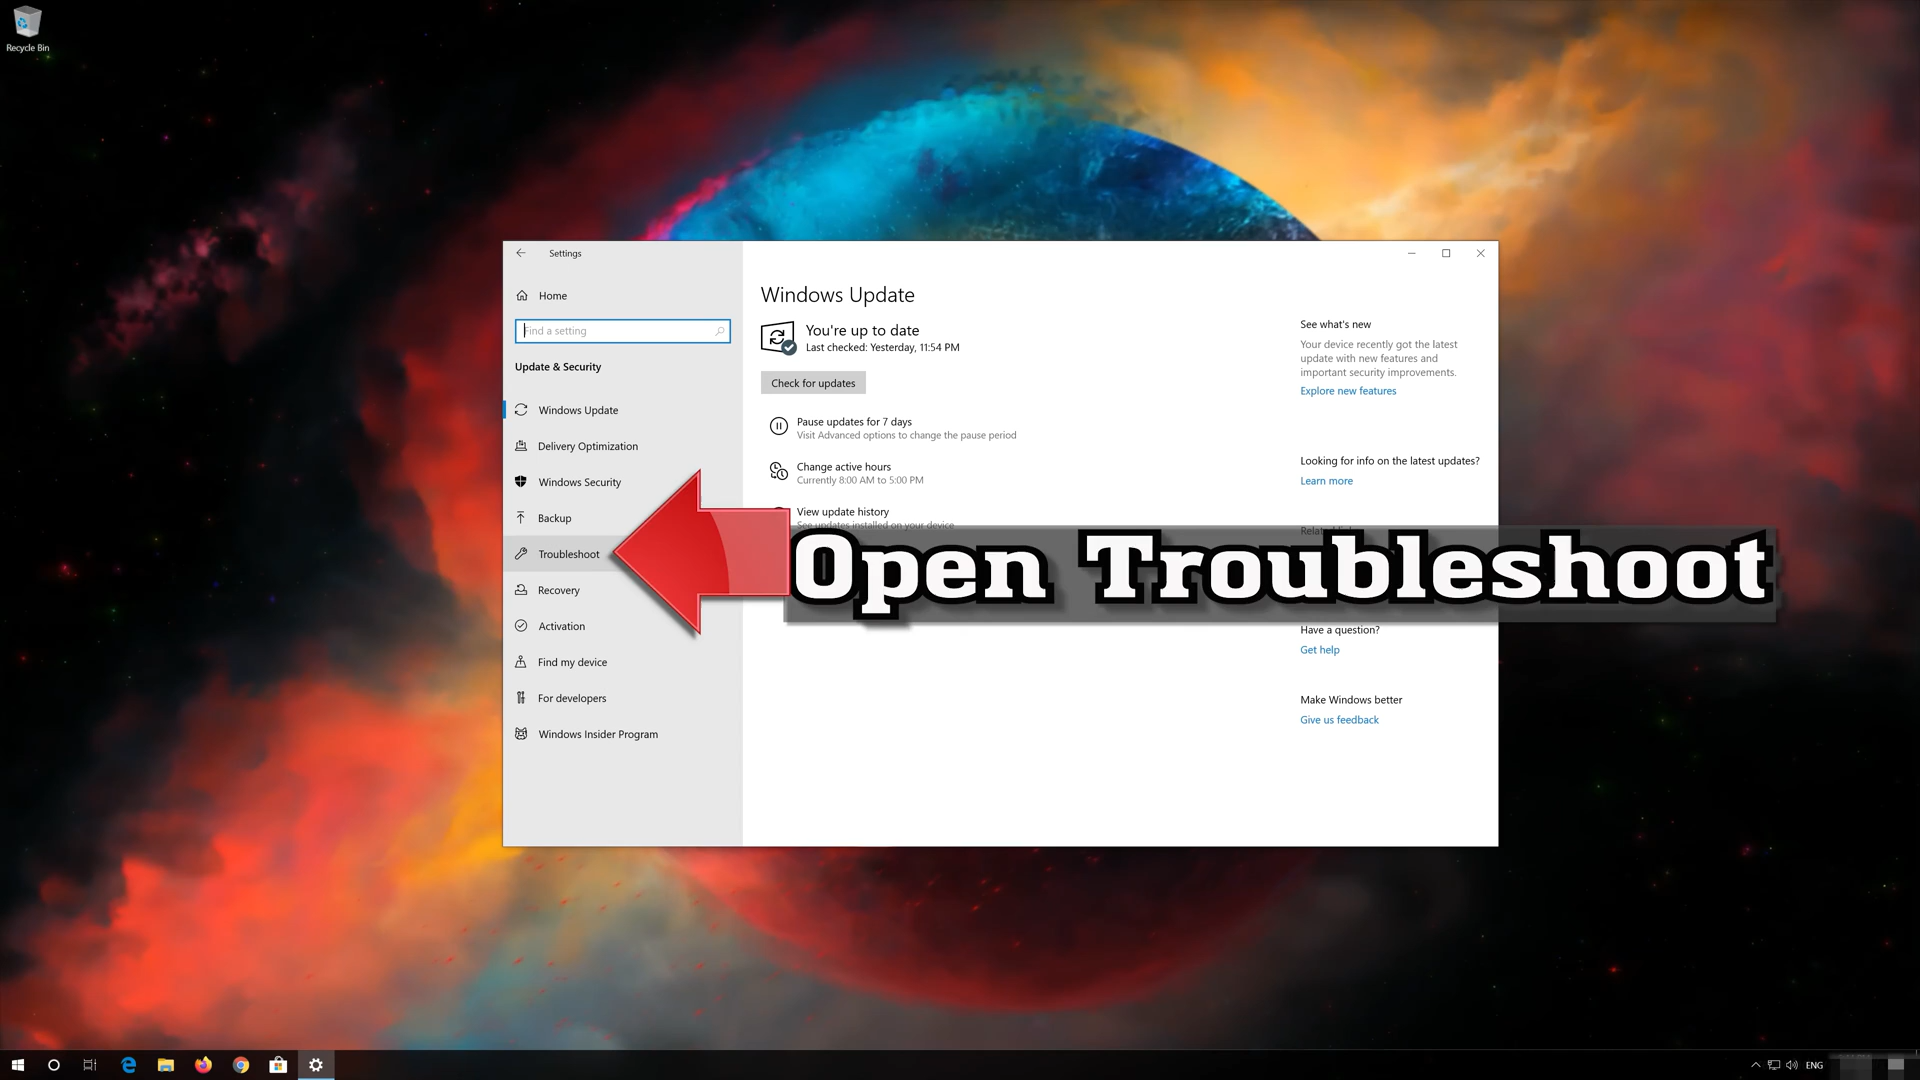 Recycle Bin
Settings
Home
Find a setting
Update & Security
Windows Update
Delivery Optimization
Windows Security
Backup
Troubleshoot
Recovery
Activation
Find my device
For developers
Windows Insider Program
Windows Update
You're up to date
Last checked: Yesterday, 11:54 PM
Check for updates
Pause updates for 7 days
Visit Advanced options to change the pause period
Change active hours
Currently 8:00 AM to 5:00 PM
View update history
See updates installed on your device
Open Troubleshoot
See what's new
Your device recently got the latest
update with new features and
important security improvements.
Explore new features
Looking for info on the latest updates?
Learn more
Related
Have a question?
Get help
Make Windows better
Give us feedback
ENG